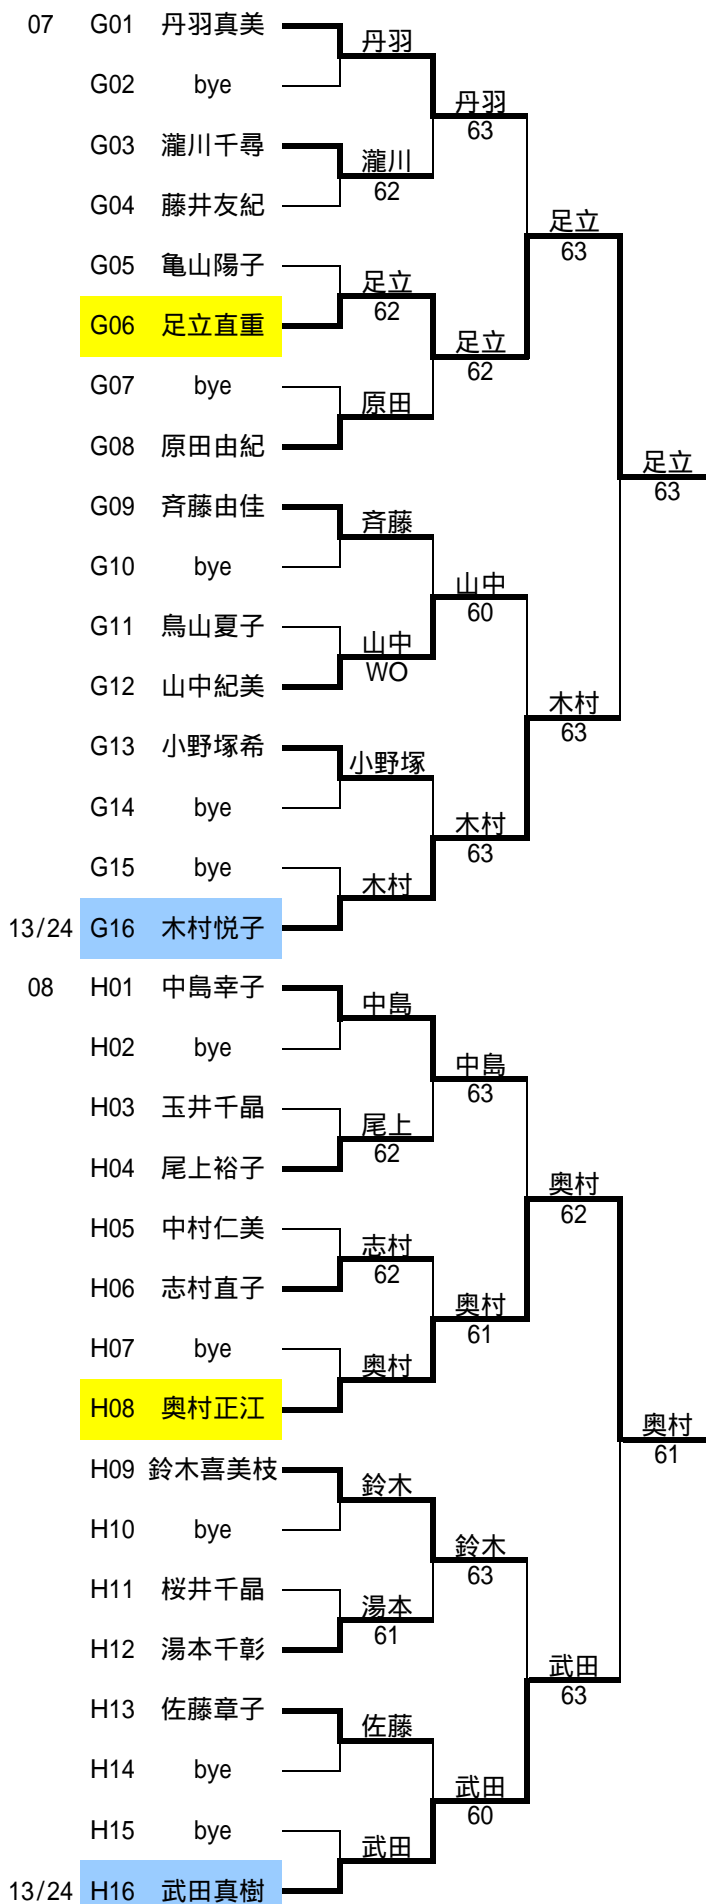 07 G01 丹羽真美
丹羽
G02 bye
丹羽
63
G03 瀧川千尋
瀧川
62
G04 藤井友紀
足立
63
G05 亀山陽子
足立
62
G06 足立直重
足立
62
G07 bye
原田
G08 原田由紀
足立
63
G09 斉藤由佳
斉藤
G10 bye
山中
60
G11 鳥山夏子
山中
WO
G12 山中紀美
木村
63
G13 小野塚希
小野塚
G14 bye
木村
63
G15 bye
木村
13/24 G16 木村悦子
08 H01 中島幸子
中島
H02 bye
中島
63
H03 玉井千晶
尾上
62
H04 尾上裕子
奥村
62
H05 中村仁美
志村
62
H06 志村直子
奥村
61
H07 bye
奥村
H08 奥村正江
奥村
61
H09 鈴木喜美枝
鈴木
H10 bye
鈴木
63
H11 桜井千晶
湯本
61
H12 湯本千彰
武田
63
H13 佐藤章子
佐藤
H14 bye
武田
60
H15 bye
武田
13/24 H16 武田真樹